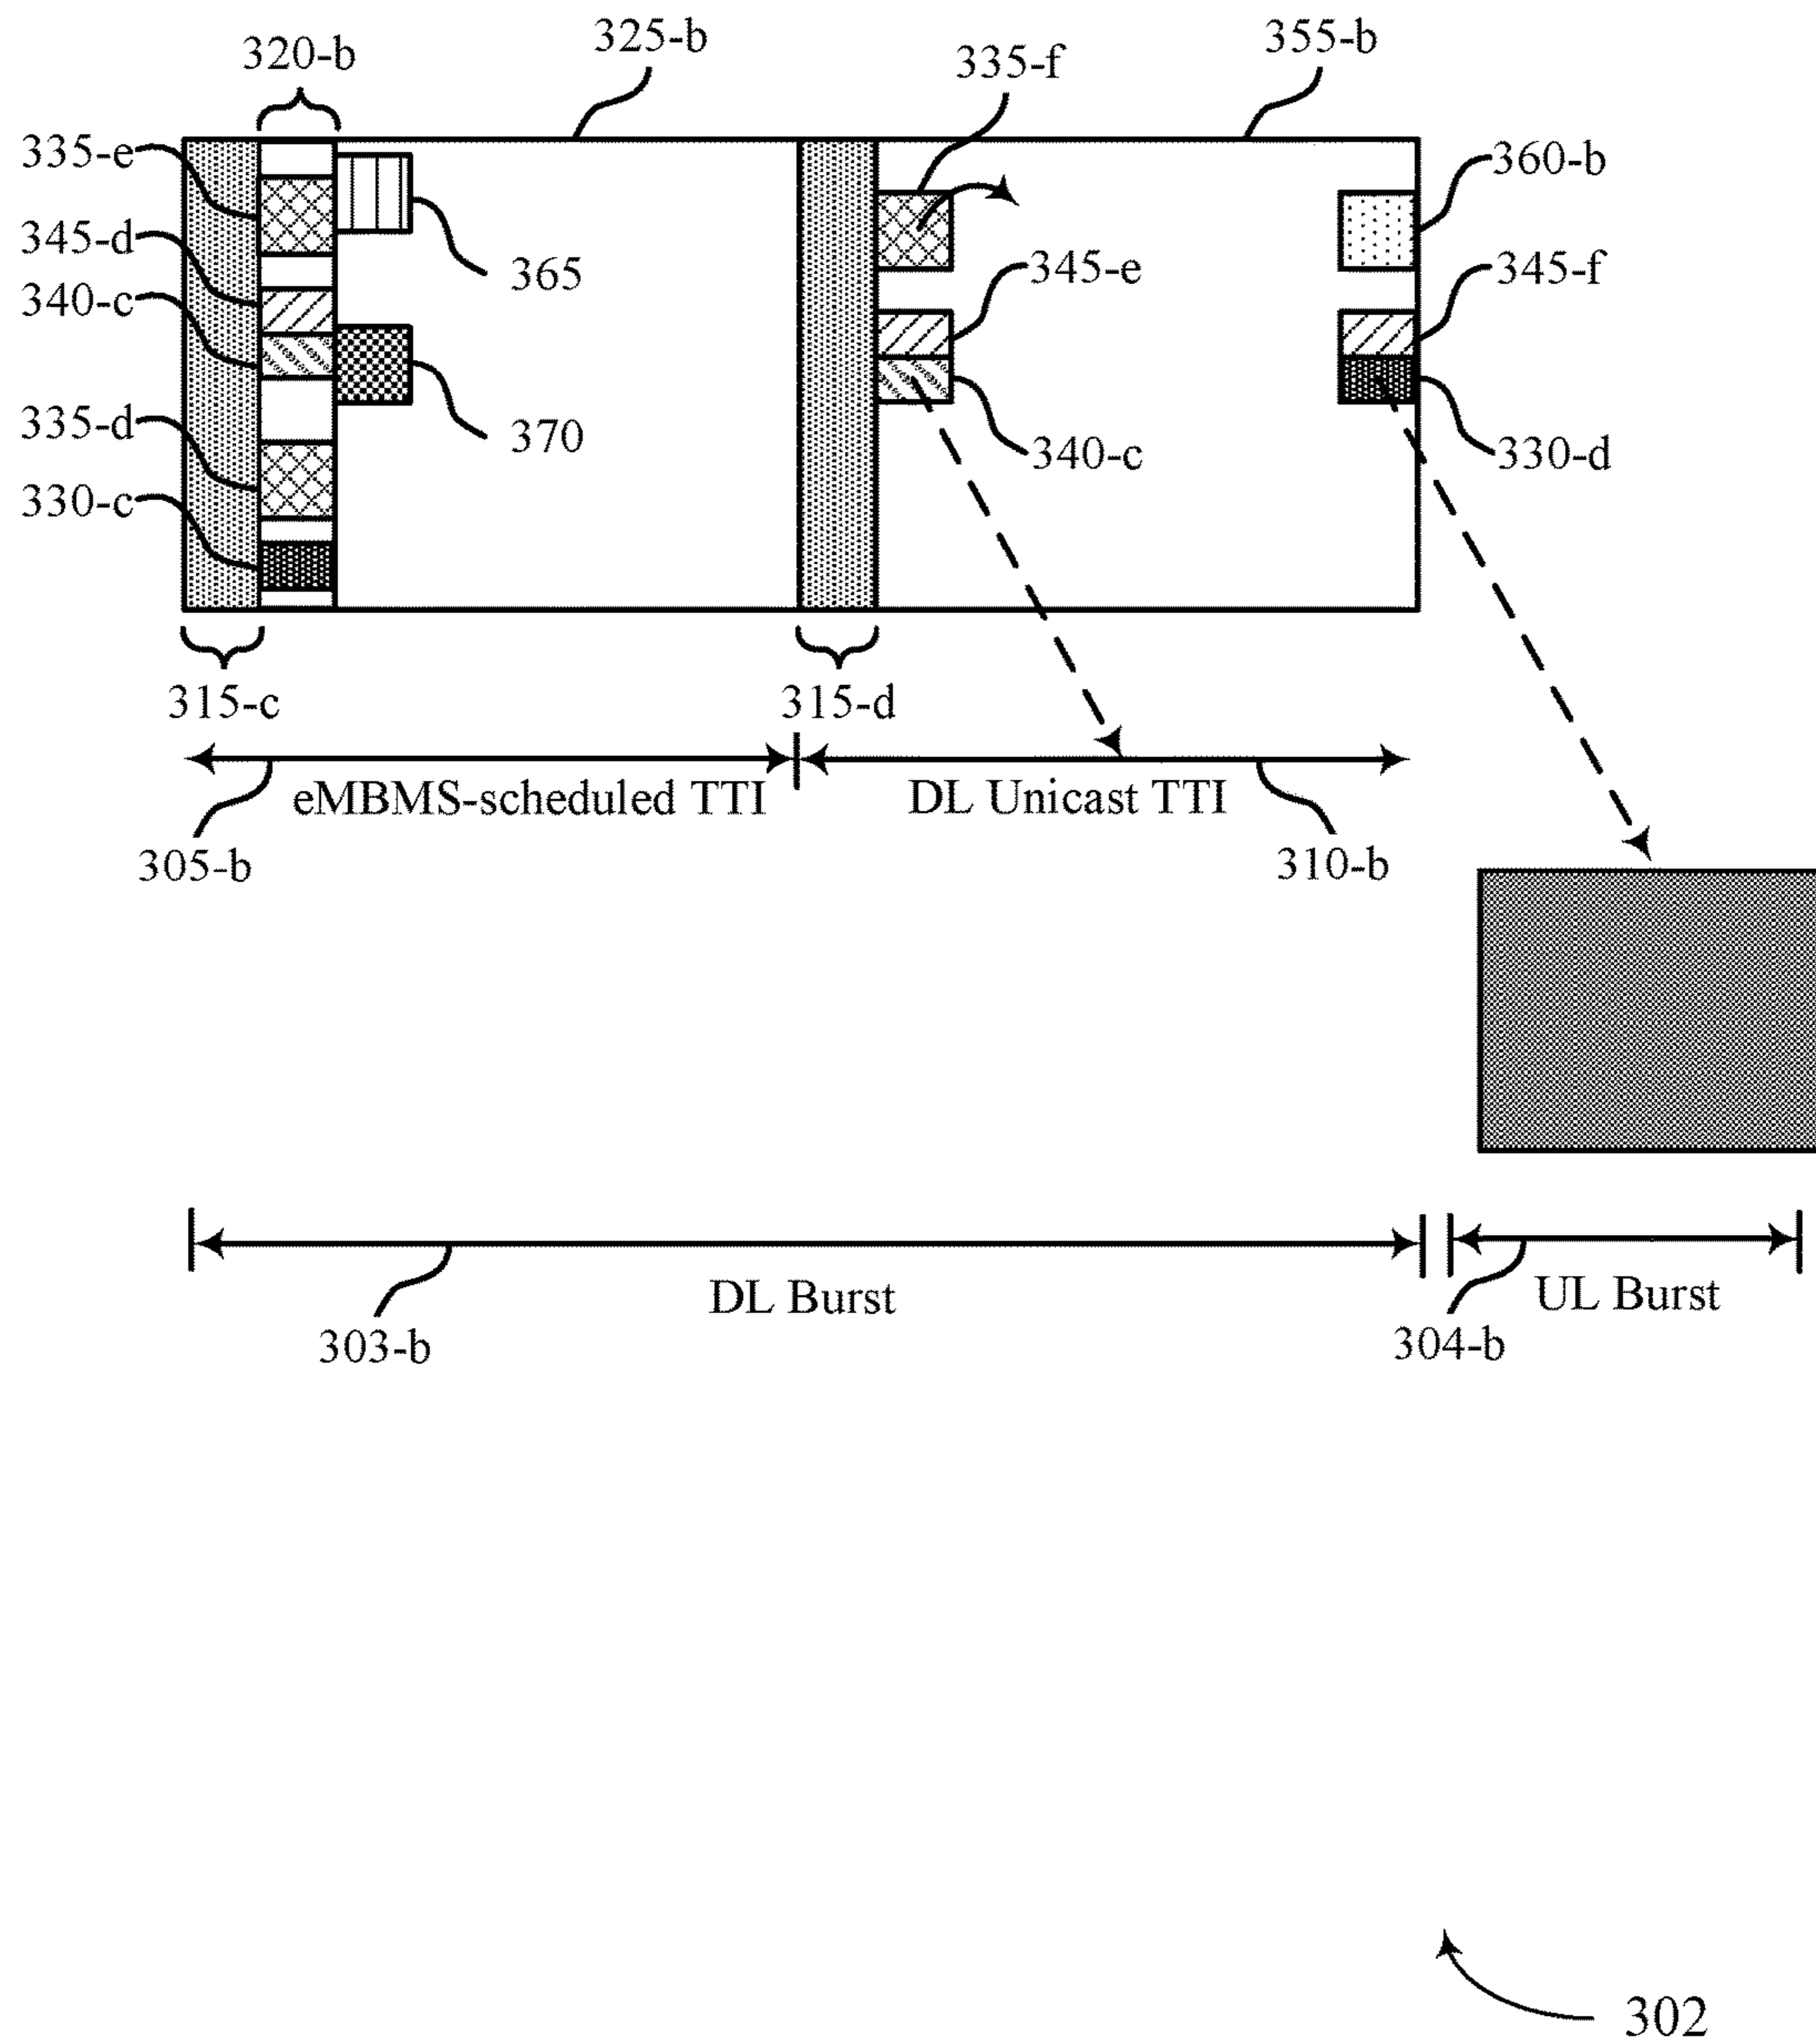 320-b
325-b
335-f
355-b
335-e
360-b
345-d
365
345-e
345-f
340-c
370
340-c
330-d
335-d
330-c
315-c
315-d
eMBMS-scheduled TTI
DL Unicast TTI
305-b
310-b
DL Burst
UL Burst
303-b
304-b
302